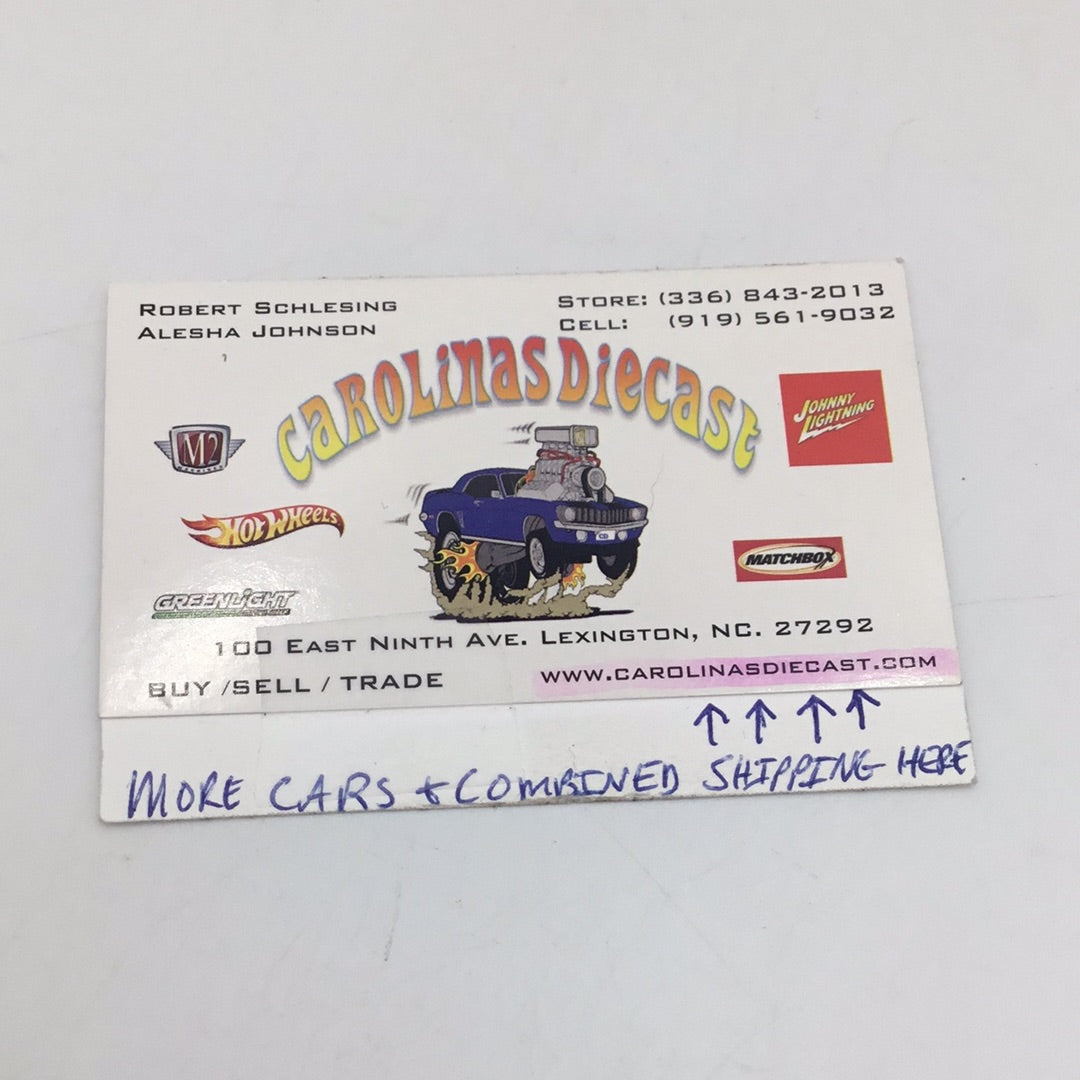 ROBERT SCHLESING
ALESHA JOHNSON
STORE: (336) 843-2013
CELL: (919) 561-9032
CAROLINAS DIECAST
M2
JOHNNY
LIGHTNING
HOT WHEELS
MATCHBOX
GREENLIGHT
CD
100 EAST NINTH AVE. LEXINGTON, NC. 27292
BUY /SELL / TRADE
WWW.CAROLINASDIECAST.COM
↑ ↑ ↑ ↑
MORE CARS + COMBINED SHIPPING HERE